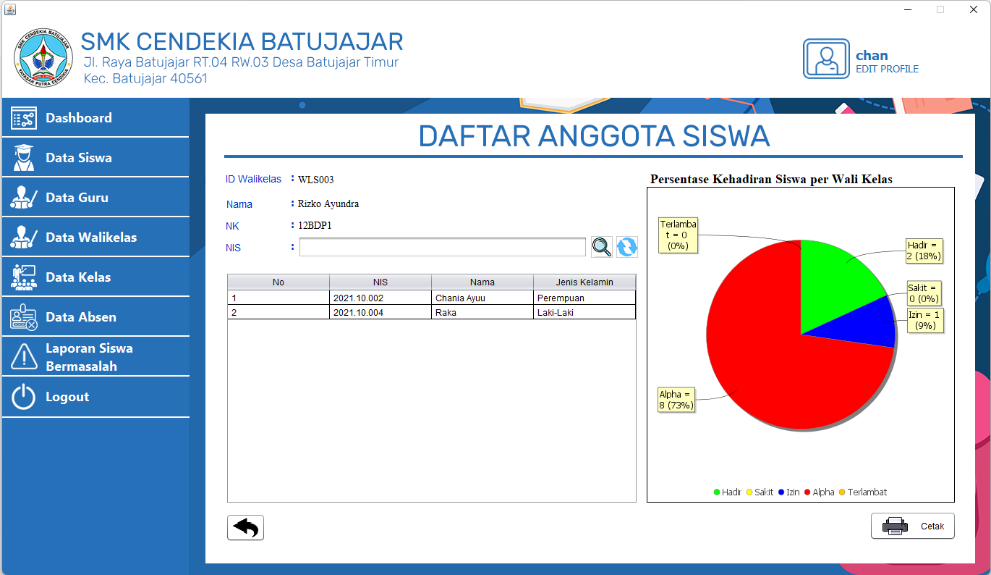 SMK CENDEKIA BATUJAJAR
Jl. Raya Batujajar RT.04 RW.03 Desa Batujajar Timur
Kec. Batujajar 40561
chan
EDIT PROFILE
Dashboard
Data Siswa
Data Guru
Data Walikelas
Data Kelas
Data Absen
Laporan Siswa
Bermasalah
Logout
DAFTAR ANGGOTA SISWA
ID Walikelas : WLS003
Nama : Rizko Ayundra
NK : 12BDP1
NIS :
No NIS Nama Jenis Kelamin
1 2021.10.002 Chania Ayuu Perempuan
2 2021.10.004 Raka Laki-Laki
Persentase Kehadiran Siswa per Wali Kelas
Terlamba
t = 0
(0%)
Hadir =
2 (18%)
Sakit =
0 (0%)
Izin = 1
(9%)
Alpha =
8 (73%)
Hadir Sakit Izin Alpha Terlambat
Cetak